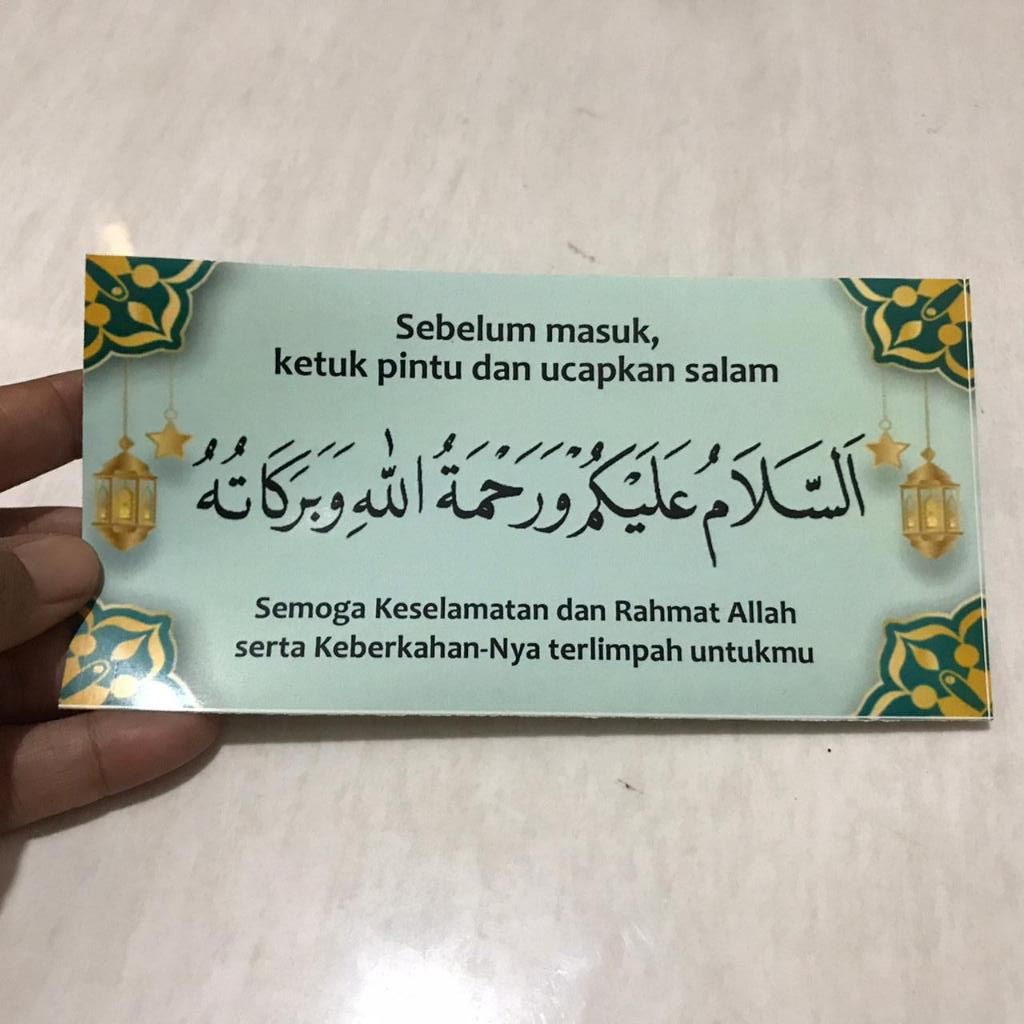 Sebelum masuk,
ketuk pintu dan ucapkan salam
اَلسَّلَامُ عَلَيْكُمْ وَرَحْمَةُ اللّٰهِ وَبَرَكَاتُهُ
Semoga Keselamatan dan Rahmat Allah
serta Keberkahan-Nya terlimpah untukmu